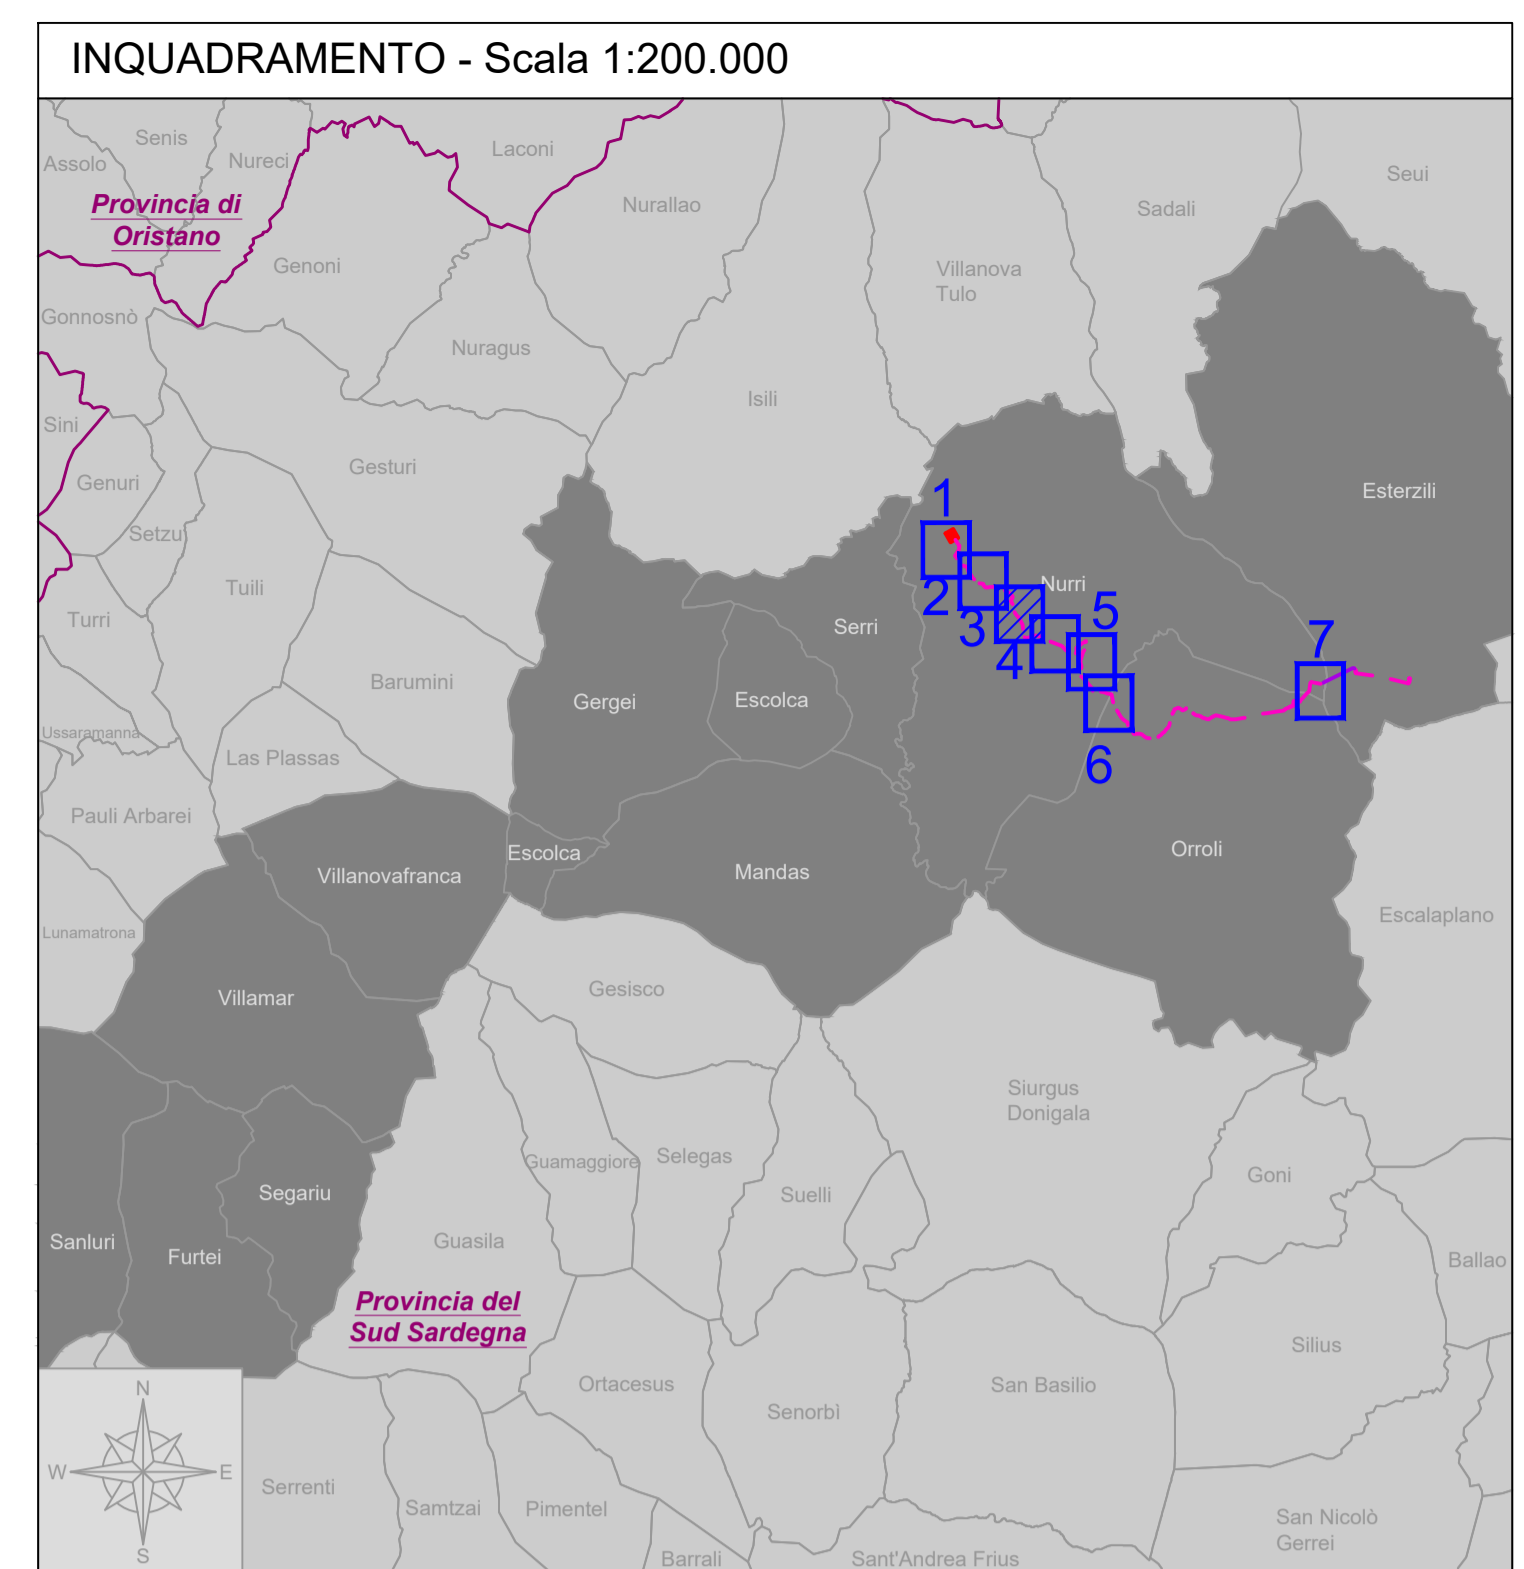 INQUADRAMENTO - Scala 1:200.000
Senis
Assolo
Nureci
Laconi
Seui
Provincia di
Oristano
Nurallao
Sadali
Genoni
Villanova
Tulo
Gonnosnò
Nuragus
Isili
Sini
Gesturi
Genuri
Esterzili
1
Setzu
Nurri
Tuili
2
5
Turri
Serri
3
7
4
Barumini
Gergei
Escolca
Ussaramanna
Las Plassas
6
Pauli Arbarei
Orroli
Escolca
Villanovafranca
Mandas
Escalaplano
Lunamatrona
Gesisco
Villamar
Siurgus
Donigala
Guamaggiore
Selegas
Goni
Segariu
Suelli
Sanluri
Guasila
Furtei
Ballao
Provincia del
Sud Sardegna
Silius
Ortacesus
San Basilio
N
Senorbì
W
E
Serrenti
Samtzai
Pimentel
San Nicolò
Gerrei
S
Barrali
Sant'Andrea Frius